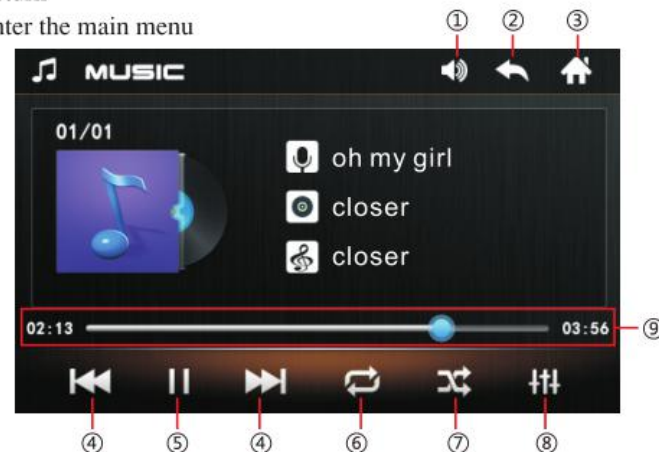 nter the main menu
① ② ③
MUSIC
01/01
oh my girl
closer
closer
02:13 03:56 ⑨
④ ⑤ ④ ⑥ ⑦ ⑧